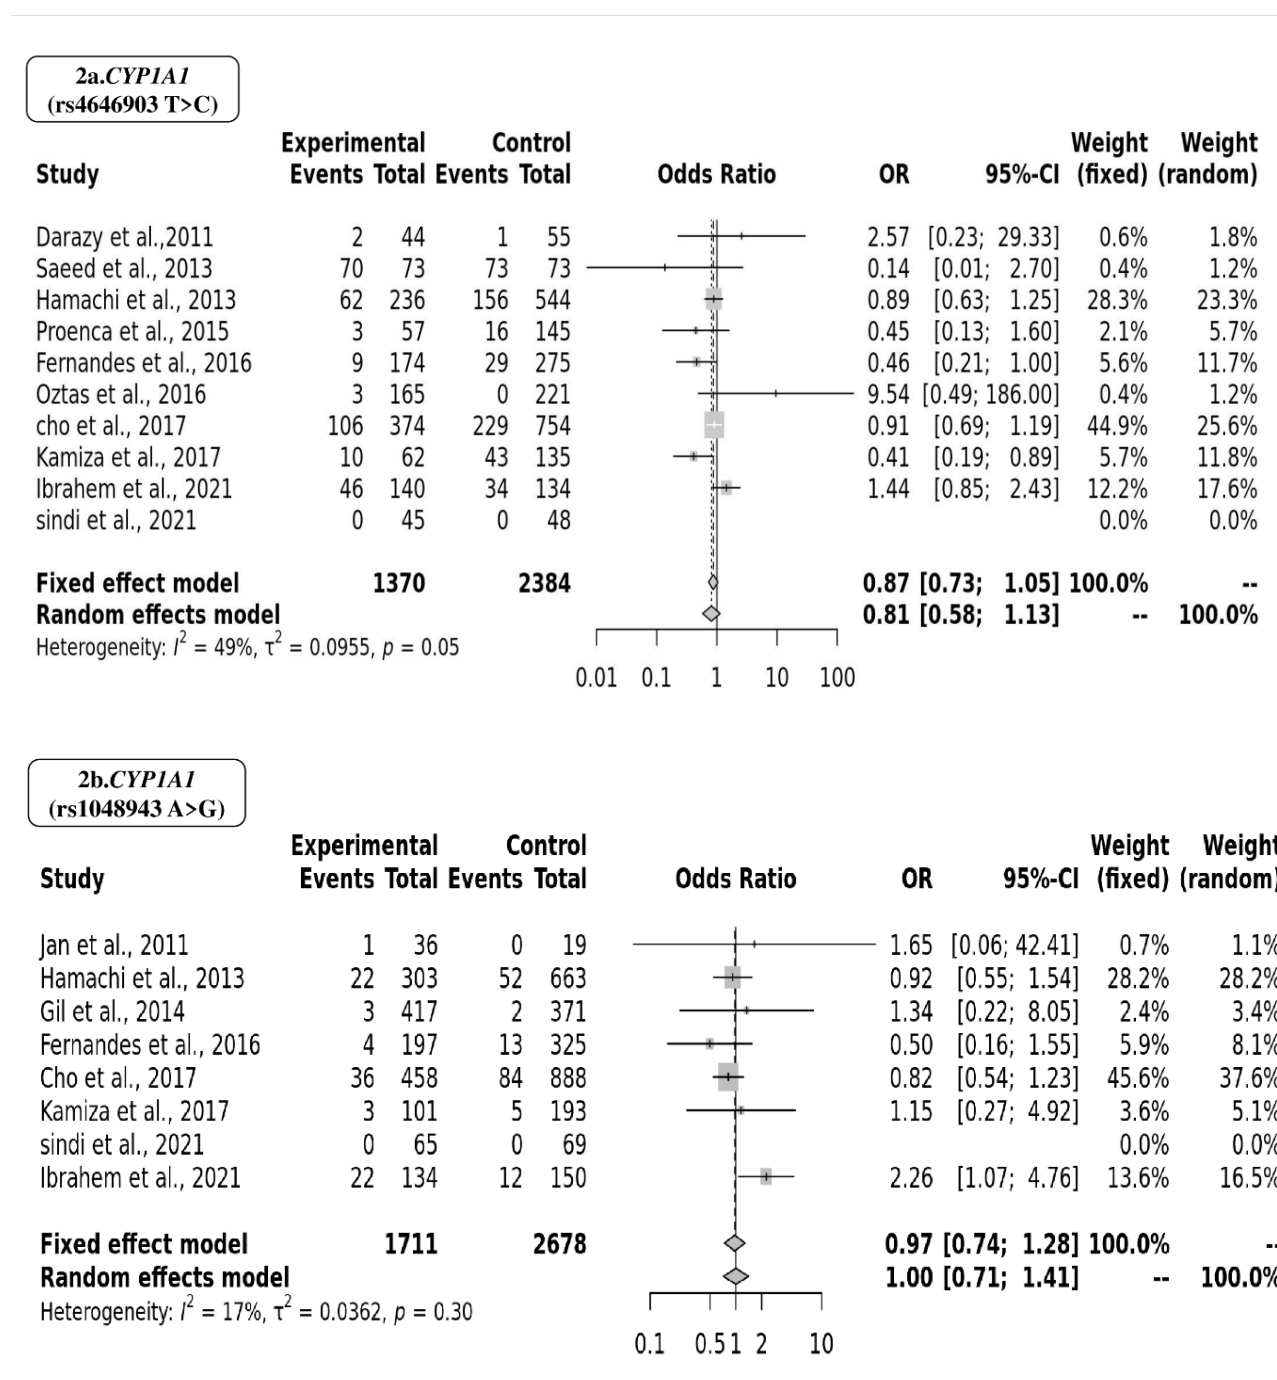 2a.CYP1A1
(rs4646903 T>C)
Experimental Control Weight Weight
Study Events Total Events Total Odds Ratio OR 95%-CI (fixed) (random)
Darazy et al.,2011 2 44 1 55 2.57 [0.23; 29.33] 0.6% 1.8%
Saeed et al., 2013 70 73 73 73 0.14 [0.01; 2.70] 0.4% 1.2%
Hamachi et al., 2013 62 236 156 544 0.89 [0.63; 1.25] 28.3% 23.3%
Proenca et al., 2015 3 57 16 145 0.45 [0.13; 1.60] 2.1% 5.7%
Fernandes et al., 2016 9 174 29 275 0.46 [0.21; 1.00] 5.6% 11.7%
Oztas et al., 2016 3 165 0 221 9.54 [0.49; 186.00] 0.4% 1.2%
cho et al., 2017 106 374 229 754 0.91 [0.69; 1.19] 44.9% 25.6%
Kamiza et al., 2017 10 62 43 135 0.41 [0.19; 0.89] 5.7% 11.8%
Ibrahem et al., 2021 46 140 34 134 1.44 [0.85; 2.43] 12.2% 17.6%
sindi et al., 2021 0 45 0 48 0.0% 0.0%
Fixed effect model 1370 2384 0.87 [0.73; 1.05] 100.0% --
Random effects model 0.81 [0.58; 1.13] -- 100.0%
Heterogeneity: I² = 49%, τ² = 0.0955, p = 0.05
0.01 0.1 1 10 100
2b.CYP1A1
(rs1048943 A>G)
Experimental Control Weight Weight
Study Events Total Events Total Odds Ratio OR 95%-CI (fixed) (random)
Jan et al., 2011 1 36 0 19 1.65 [0.06; 42.41] 0.7% 1.1%
Hamachi et al., 2013 22 303 52 663 0.92 [0.55; 1.54] 28.2% 28.2%
Gil et al., 2014 3 417 2 371 1.34 [0.22; 8.05] 2.4% 3.4%
Fernandes et al., 2016 4 197 13 325 0.50 [0.16; 1.55] 5.9% 8.1%
Cho et al., 2017 36 458 84 888 0.82 [0.54; 1.23] 45.6% 37.6%
Kamiza et al., 2017 3 101 5 193 1.15 [0.27; 4.92] 3.6% 5.1%
sindi et al., 2021 0 65 0 69 0.0% 0.0%
Ibrahem et al., 2021 22 134 12 150 2.26 [1.07; 4.76] 13.6% 16.5%
Fixed effect model 1711 2678 0.97 [0.74; 1.28] 100.0% --
Random effects model 1.00 [0.71; 1.41] -- 100.0%
Heterogeneity: I² = 17%, τ² = 0.0362, p = 0.30
0.1 0.5 1 2 10